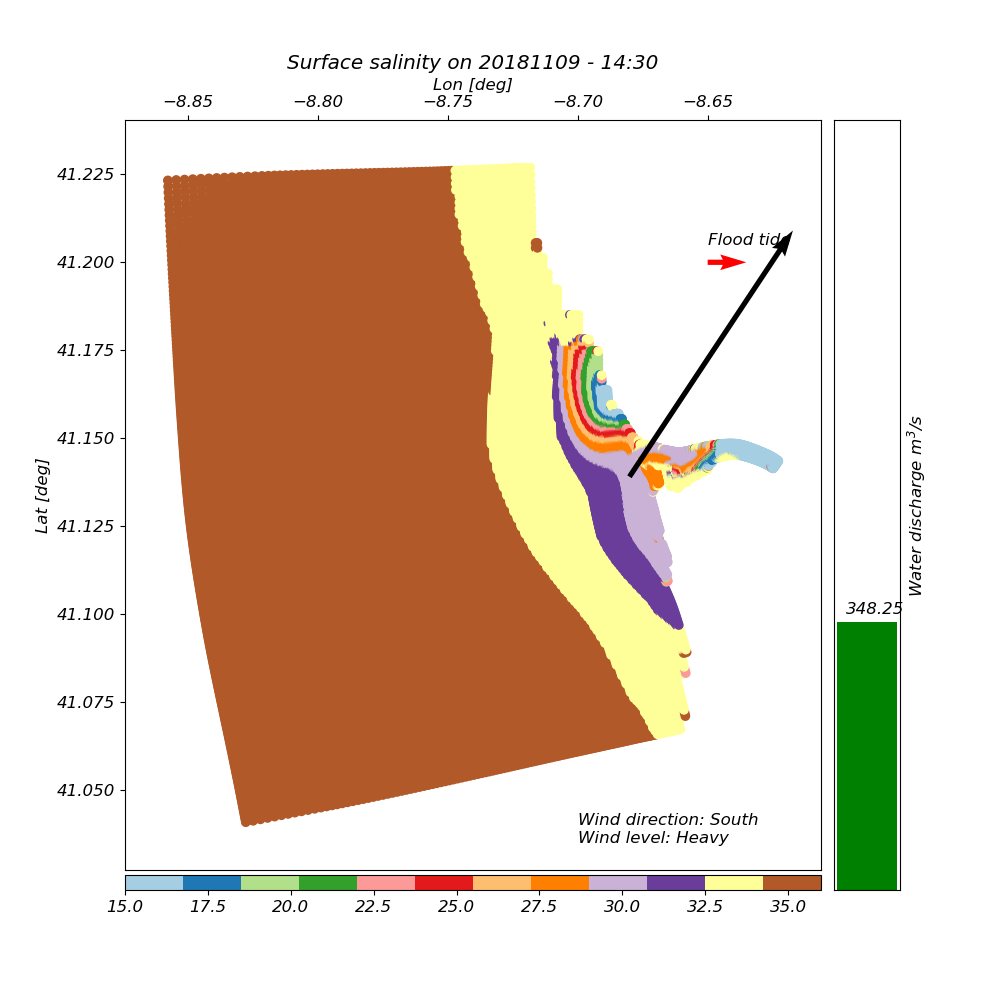 Surface salinity on 20181109 - 14:30
Lon [deg]
−8.85 −8.80 −8.75 −8.70 −8.65
41.225
41.200
41.175
41.150
41.125
41.100
41.075
41.050
Lat [deg]
Flood tide
Wind direction: South
Wind level: Heavy
348.25
Water discharge m³/s
15.0 17.5 20.0 22.5 25.0 27.5 30.0 32.5 35.0